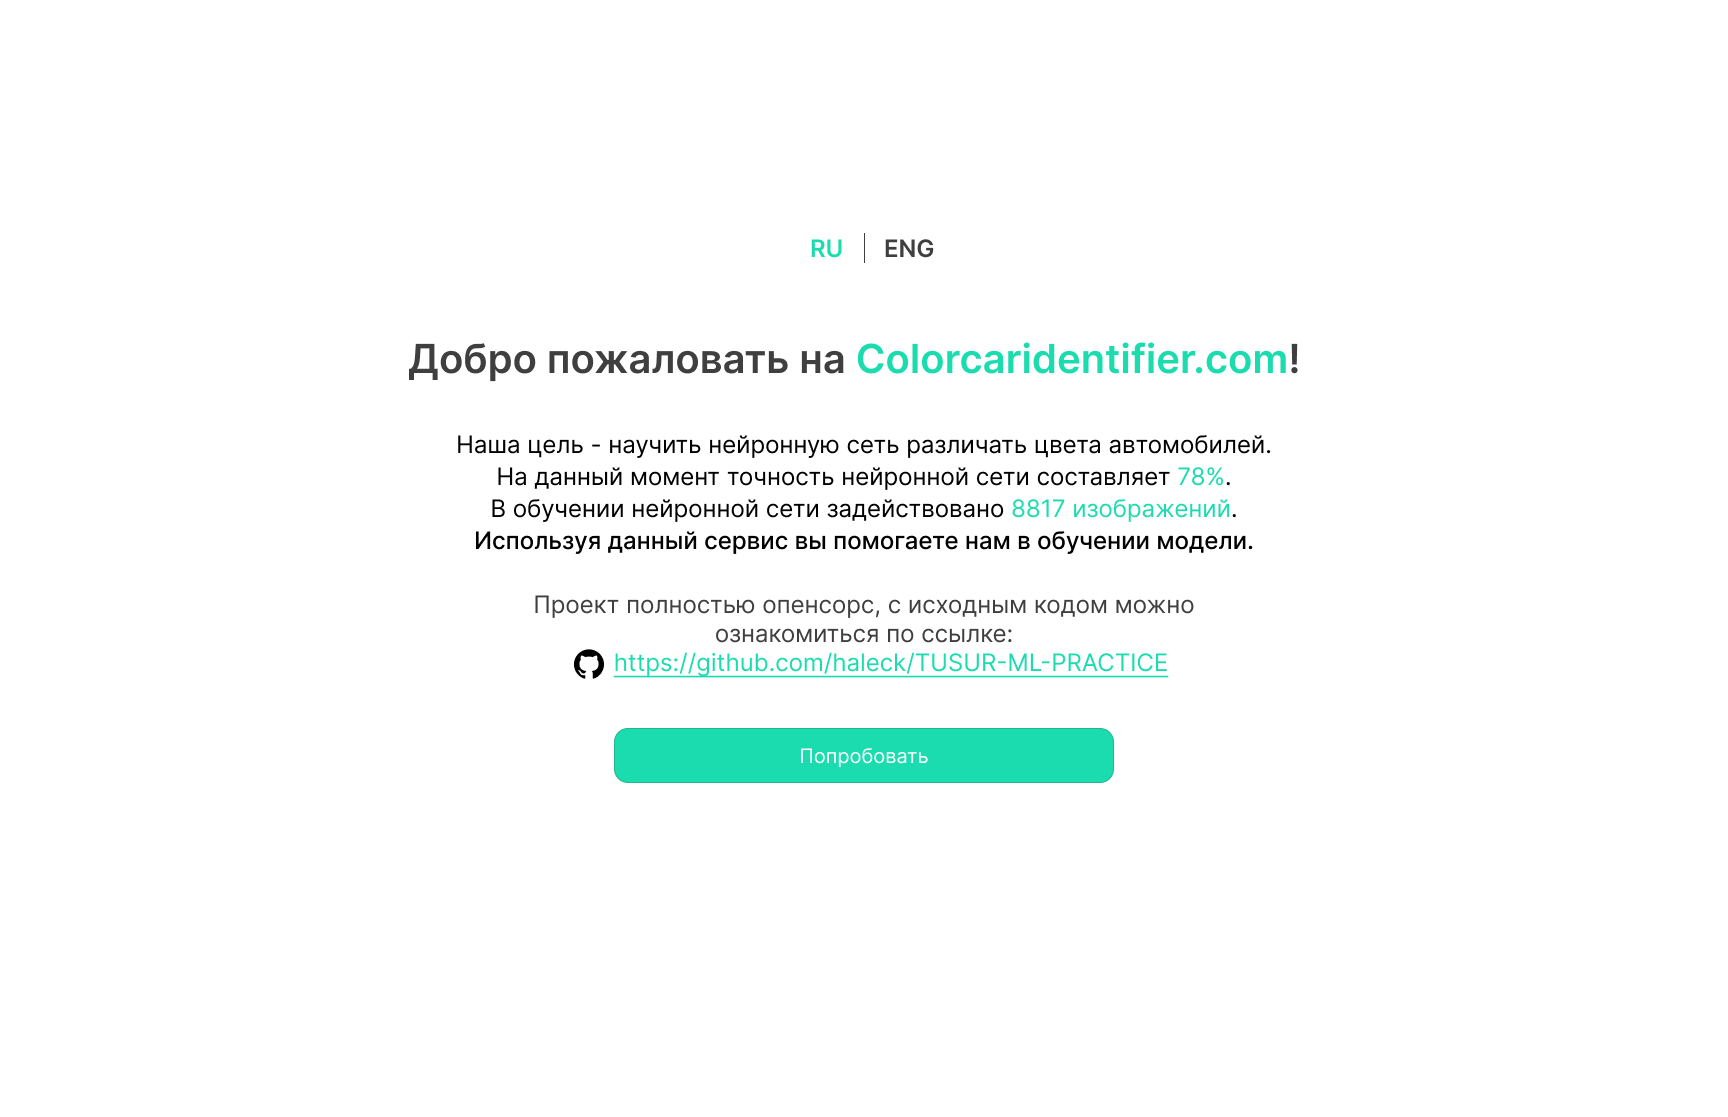 RU | ENG
Добро пожаловать на Colorcaridentifier.com!
Наша цель - научить нейронную сеть различать цвета автомобилей.
На данный момент точность нейронной сети составляет 78%.
В обучении нейронной сети задействовано 8817 изображений.
Используя данный сервис вы помогаете нам в обучении модели.
Проект полностью опенсорс, с исходным кодом можно
ознакомиться по ссылке:
https://github.com/haleck/TUSUR-ML-PRACTICE
Попробовать